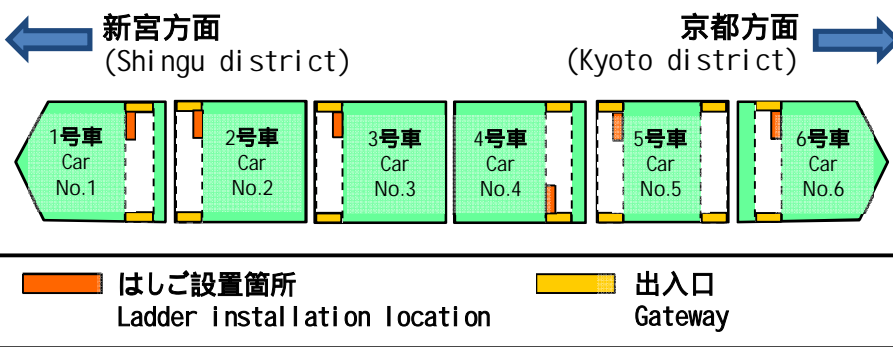 新宮方面
(Shingu district)
京都方面
(Kyoto district)
1号車
Car
No.1
2号車
Car
No.2
3号車
Car
No.3
4号車
Car
No.4
5号車
Car
No.5
6号車
Car
No.6
はしご設置箇所
Ladder installation location
出入口
Gateway